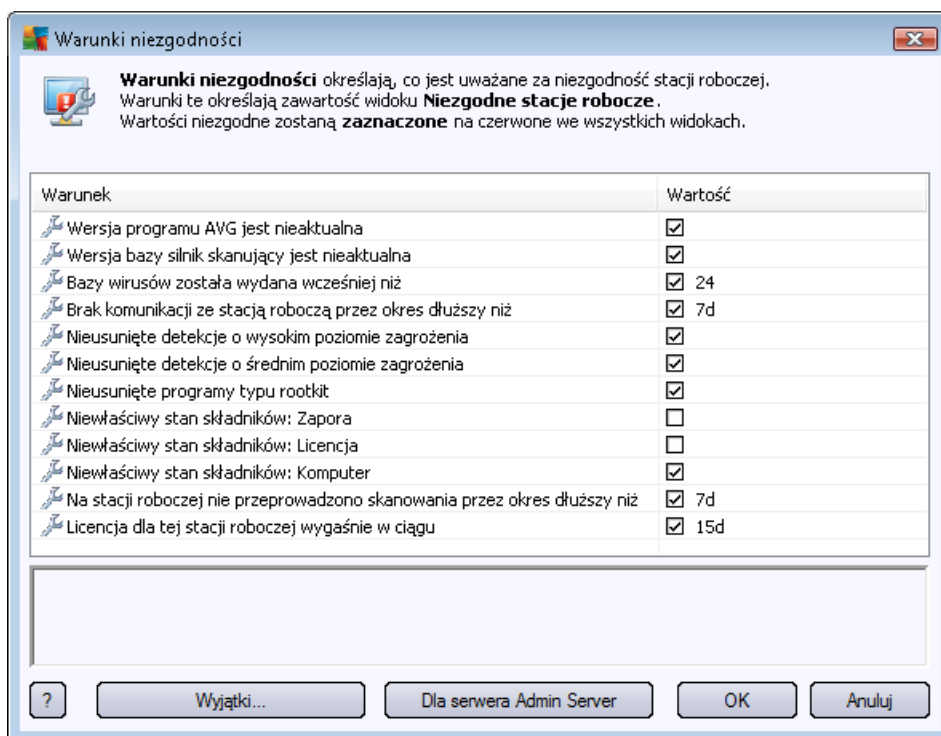 Warunki niezgodności
Warunki niezgodności określają, co jest uważane za niezgodność stacji roboczej.
Warunki te określają zawartość widoku Niezgodne stacje robocze.
Wartości niezgodne zostaną zaznaczone na czerwone we wszystkich widokach.
Warunek Wartość
Wersja programu AVG jest nieaktualna
Wersja bazy silnik skanujący jest nieaktualna
Bazy wirusów została wydana wcześniej niż 24
Brak komunikacji ze stacją roboczą przez okres dłuższy niż 7d
Nieusunięte detekcje o wysokim poziomie zagrożenia
Nieusunięte detekcje o średnim poziomie zagrożenia
Nieusunięte programy typu rootkit
Niewłaściwy stan składników: Zapora
Niewłaściwy stan składników: Licencja
Niewłaściwy stan składników: Komputer
Na stacji roboczej nie przeprowadzono skanowania przez okres dłuższy niż 7d
Licencja dla tej stacji roboczej wygaśnie w ciągu 15d
? Wyjątki... Dla serwera Admin Server OK Anuluj